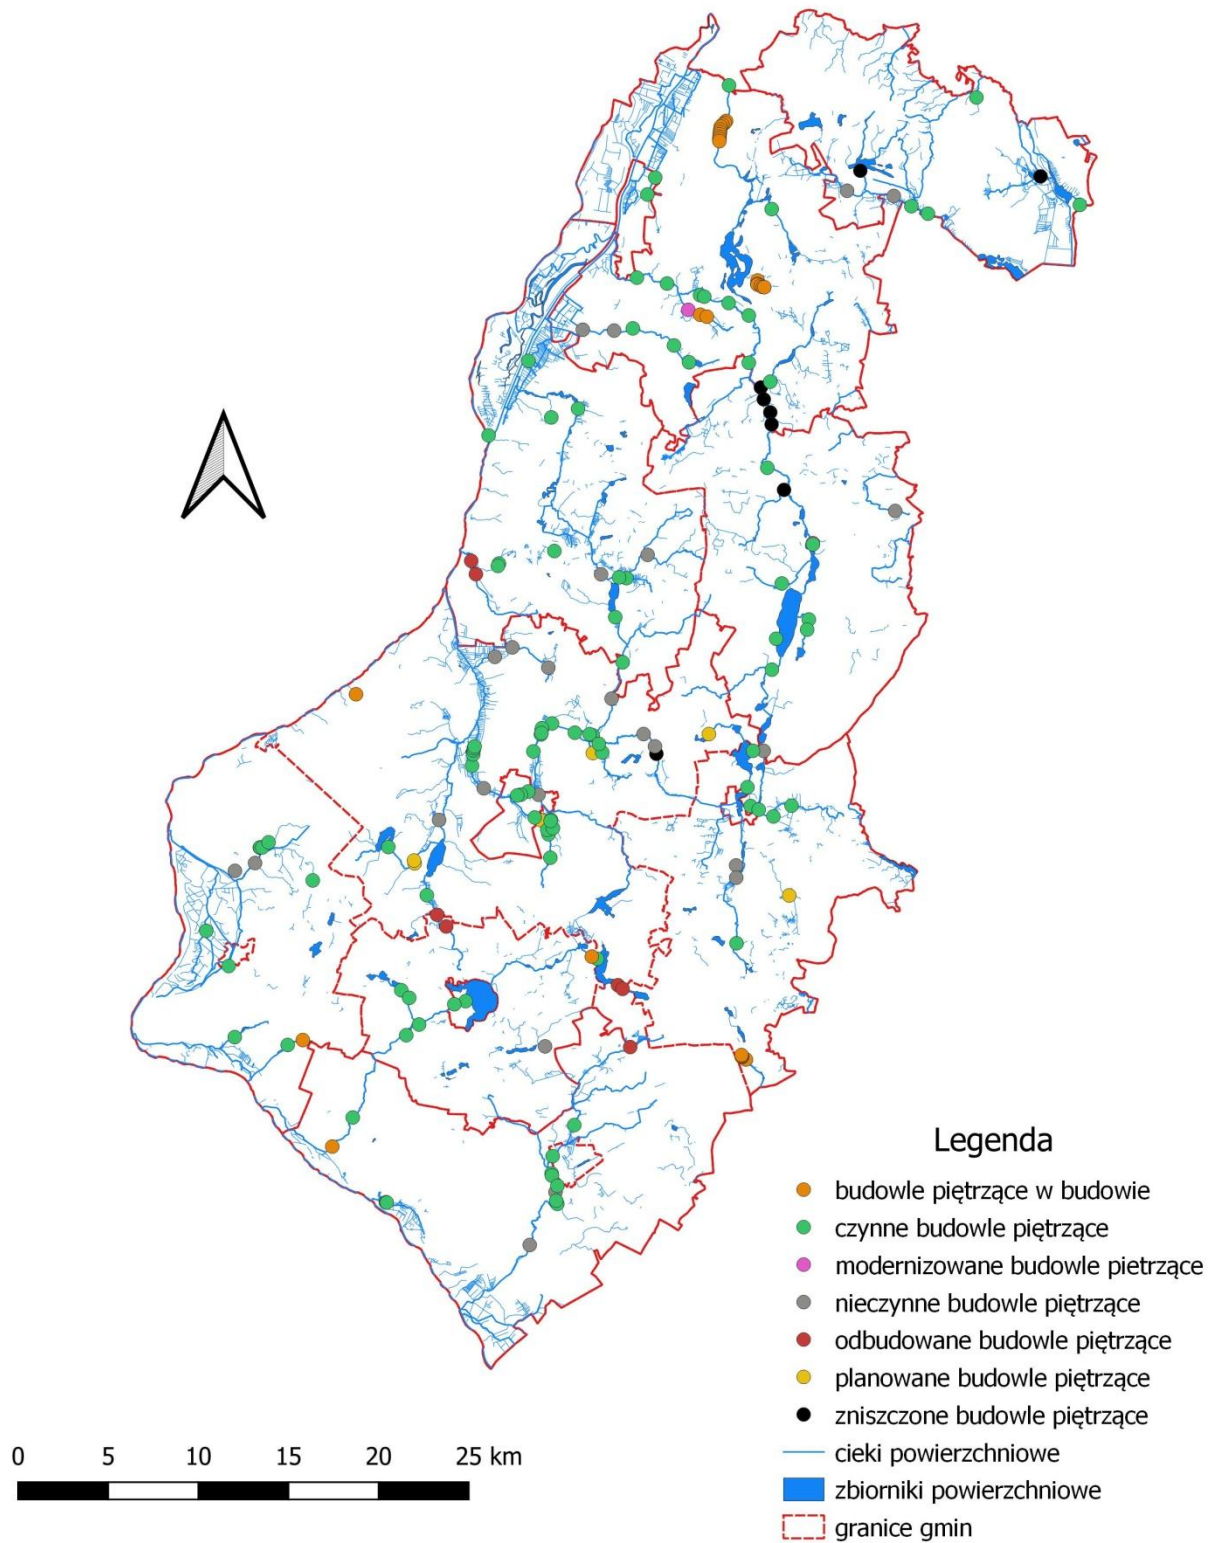 Legenda
budowle piętrzące w budowie
czynne budowle piętrzące
modernizowane budowle pietrzące
nieczynne budowle piętrzące
odbudowane budowle piętrzące
planowane budowle piętrzące
zniszczone budowle piętrzące
cieki powierzchniowe
zbiorniki powierzchniowe
granice gmin
0 5 10 15 20 25 km